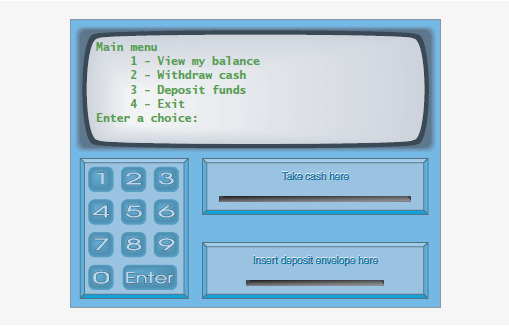 Main menu
1 - View my balance
2 - Withdraw cash
3 - Deposit funds
4 - Exit
Enter a choice:
1 2 3
4 5 6
7 8 9
0 Enter
Take cash here
Insert deposit envelope here